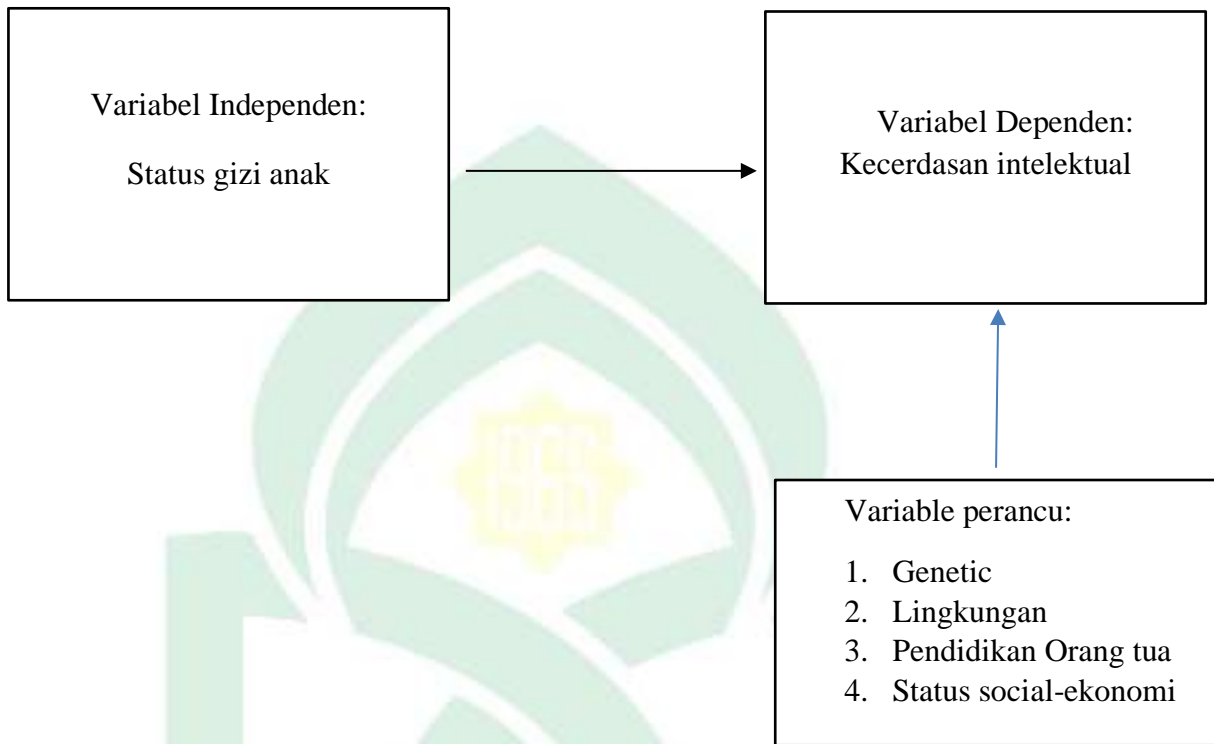 Variabel Independen:
Status gizi anak
Variabel Dependen:
Kecerdasan intelektual
Variable perancu:
1. Genetic
2. Lingkungan
3. Pendidikan Orang tua
4. Status social-ekonomi
1965